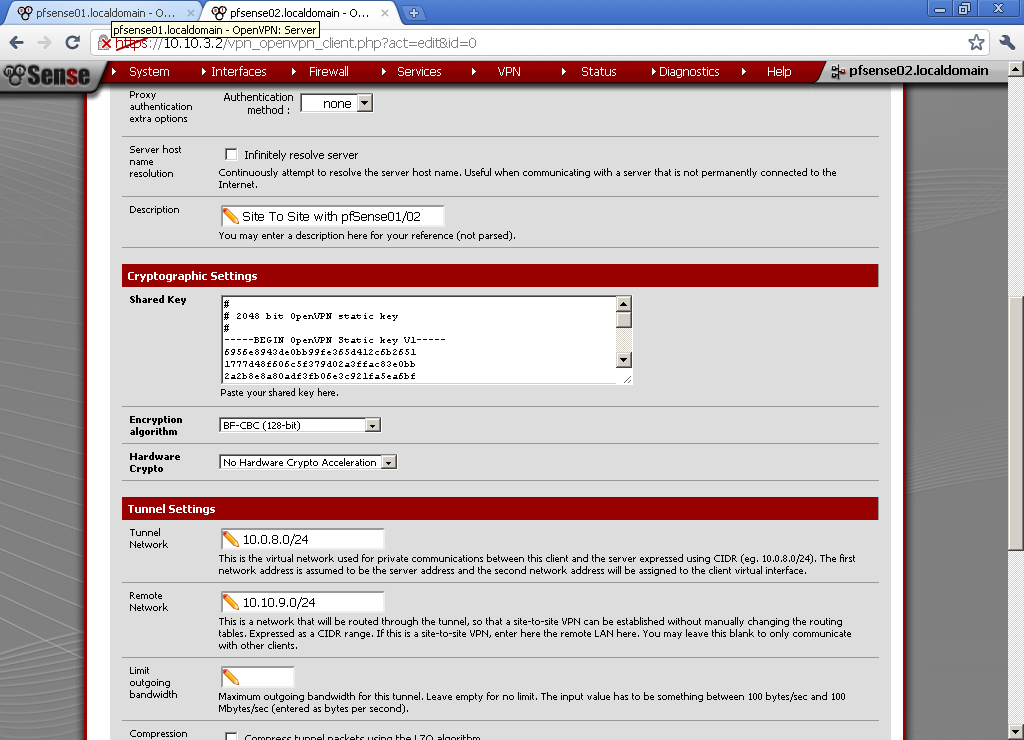 pfsense01.localdomain - O...
pfsense02.localdomain - O...
pfsense01.localdomain - OpenVPN: Server
https://10.10.3.2/vpn_openvpn_client.php?act=edit&id=0
Sense
System
Interfaces
Firewall
Services
VPN
Status
Diagnostics
Help
pfsense02.localdomain
Proxy
authentication
extra options
Authentication
method :
none
Server host
name
resolution
Infinitely resolve server
Continuously attempt to resolve the server host name. Useful when communicating with a server that is not permanently connected to the
Internet.
Description
Site To Site with pfSense01/02
You may enter a description here for your reference (not parsed).
Cryptographic Settings
Shared Key
#
# 2048 bit OpenVPN static key
#
-----BEGIN OpenVPN Static key V1-----
6956e8943de0bb99fe365d412c6b2651
1777d48f606c5f379d02a3ffac83e0bb
2a2b8e8a80adf3fb06e3c921fa5ea6bf
Paste your shared key here.
Encryption
algorithm
BF-CBC (128-bit)
Hardware
Crypto
No Hardware Crypto Acceleration
Tunnel Settings
Tunnel
Network
10.0.8.0/24
This is the virtual network used for private communications between this client and the server expressed using CIDR (eg. 10.0.8.0/24). The first
network address is assumed to be the server address and the second network address will be assigned to the client virtual interface.
Remote
Network
10.10.9.0/24
This is a network that will be routed through the tunnel, so that a site-to-site VPN can be established without manually changing the routing
tables. Expressed as a CIDR range. If this is a site-to-site VPN, enter here the remote LAN here. You may leave this blank to only communicate
with other clients.
Limit
outgoing
bandwidth
Maximum outgoing bandwidth for this tunnel. Leave empty for no limit. The input value has to be something between 100 bytes/sec and 100
Mbytes/sec (entered as bytes per second).
Compression
Compress tunnel packets using the LZO algorithm